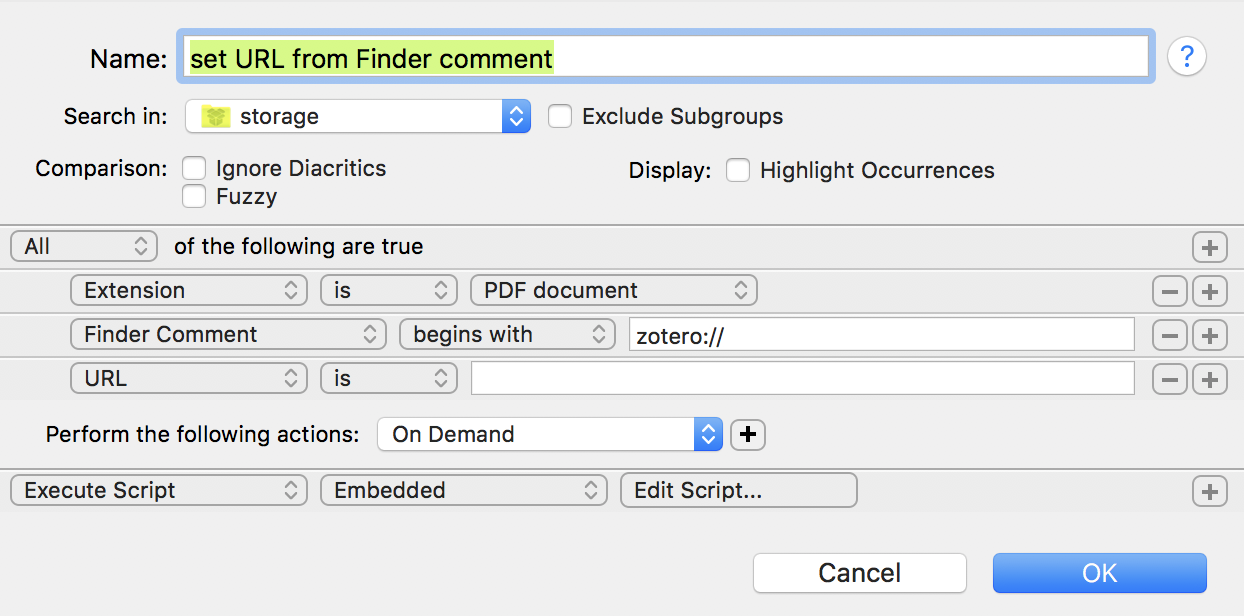 Name: set URL from Finder comment ?
Search in: storage Exclude Subgroups
Comparison: Ignore Diacritics Display: Highlight Occurrences
Fuzzy
All of the following are true
Extension is PDF document
Finder Comment begins with zotero://
URL is
Perform the following actions: On Demand
Execute Script Embedded Edit Script...
Cancel OK